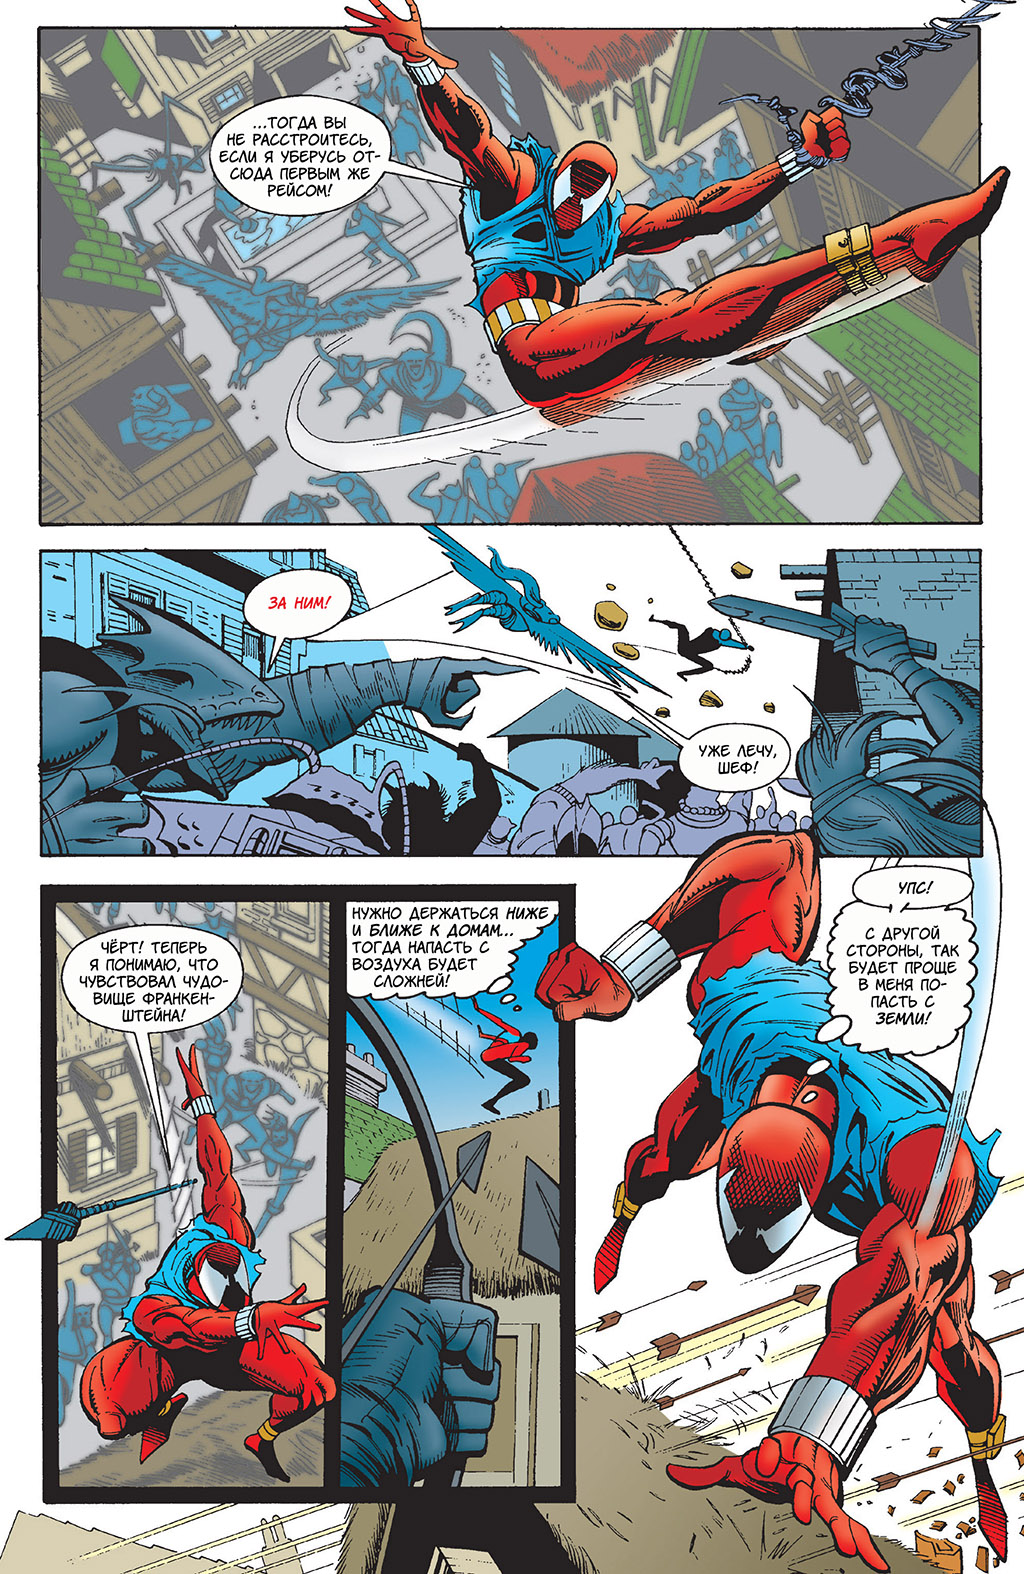 ...ТОГДА ВЫ
НЕ РАССТРОИТЕСЬ,
ЕСЛИ Я УБЕРУСЬ ОТ-
СЮДА ПЕРВЫМ ЖЕ
РЕЙСОМ!
ЗА НИМ!
УЖЕ ЛЕЧУ,
ШЕФ!
ЧЁРТ! ТЕПЕРЬ
Я ПОНИМАЮ, ЧТО
ЧУВСТВОВАЛ ЧУДО-
ВИЩЕ ФРАНКЕН-
ШТЕЙНА!
НУЖНО ДЕРЖАТЬСЯ НИЖЕ
И БЛИЖЕ К ДОМАМ...
ТОГДА НАПАСТЬ С
ВОЗДУХА БУДЕТ
СЛОЖНЕЙ!
УПС!
С ДРУГОЙ
СТОРОНЫ, ТАК
БУДЕТ ПРОЩЕ
В МЕНЯ ПО-
ПАСТЬ С
ЗЕМЛИ!